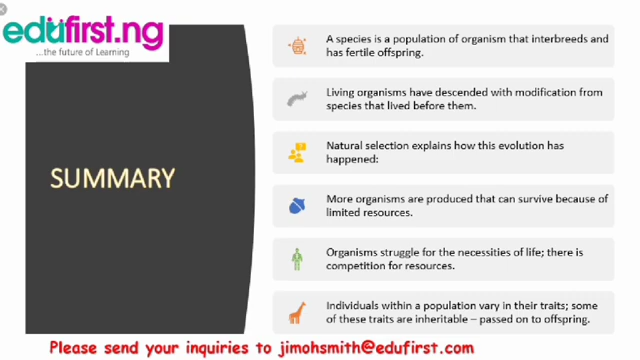 edufirst.ng
...the future of Learning
SUMMARY
A species is a population of organism that interbreeds and
has fertile offspring.
Living organisms have descended with modification from
species that lived before them.
Natural selection explains how this evolution has
happened:
More organisms are produced that can survive because of
limited resources.
Organisms struggle for the necessities of life; there is
competition for resources.
Individuals within a population vary in their traits; some
of these traits are inheritable – passed on to offspring.
Please send your inquiries to jimohsmith@edufirst.com